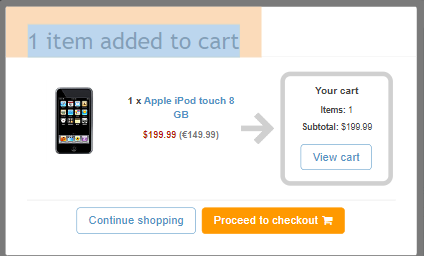 1 item added to cart
1 x Apple iPod touch 8
GB
$199.99 (€149.99)
Your cart
Items: 1
Subtotal: $199.99
View cart
Continue shopping
Proceed to checkout